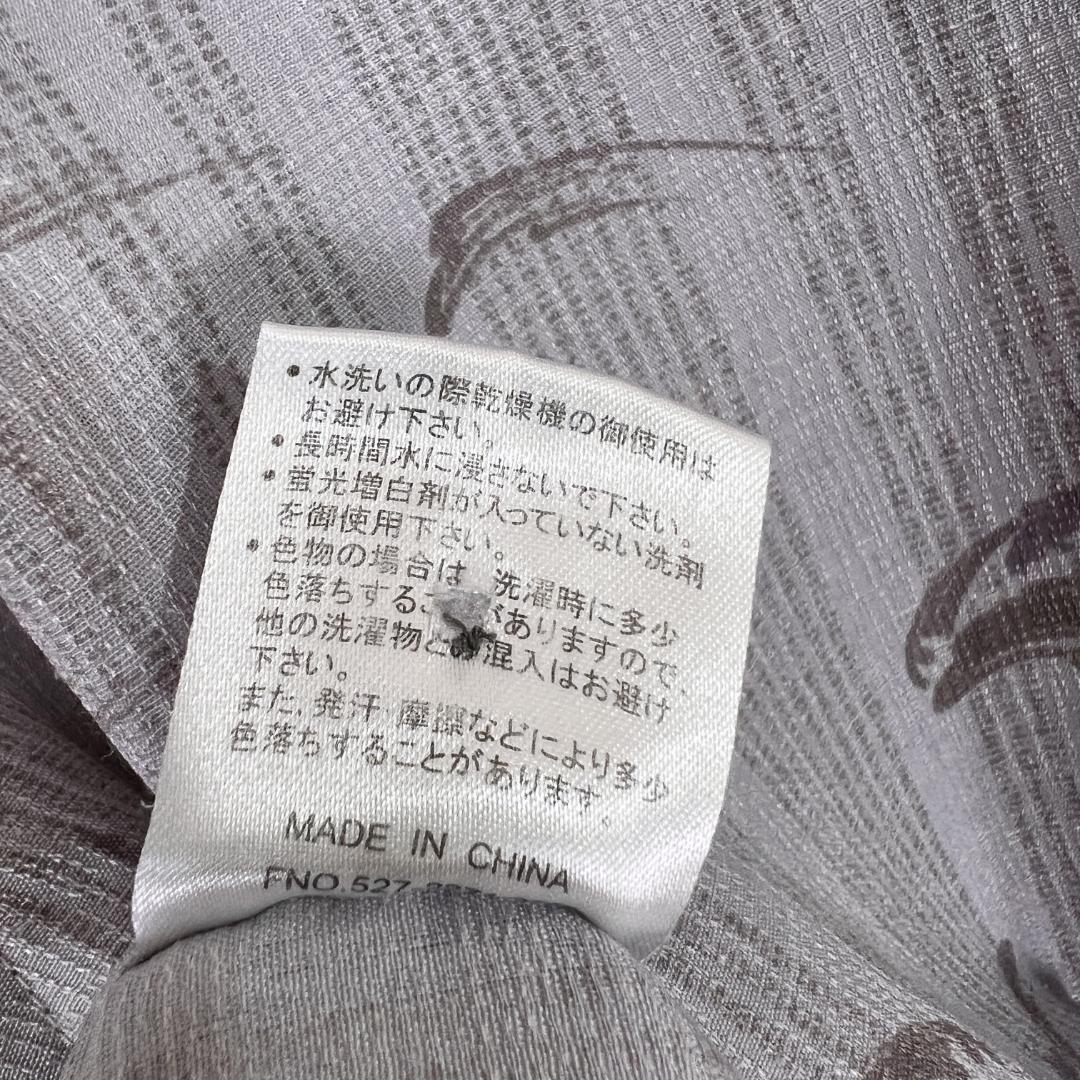 •水洗いの際乾燥機の御使用は
お避け下さい。
•長時間水に浸さないで下さい。
•蛍光増白剤が入っていない洗剤
を御使用下さい。
•色物の場合は、洗濯時に多少
色落ちすることがありますので、
他の洗濯物との混入はお避け
下さい。
また,発汗・摩擦などにより多少
色落ちすることがあります。
MADE IN CHINA
FNO.527